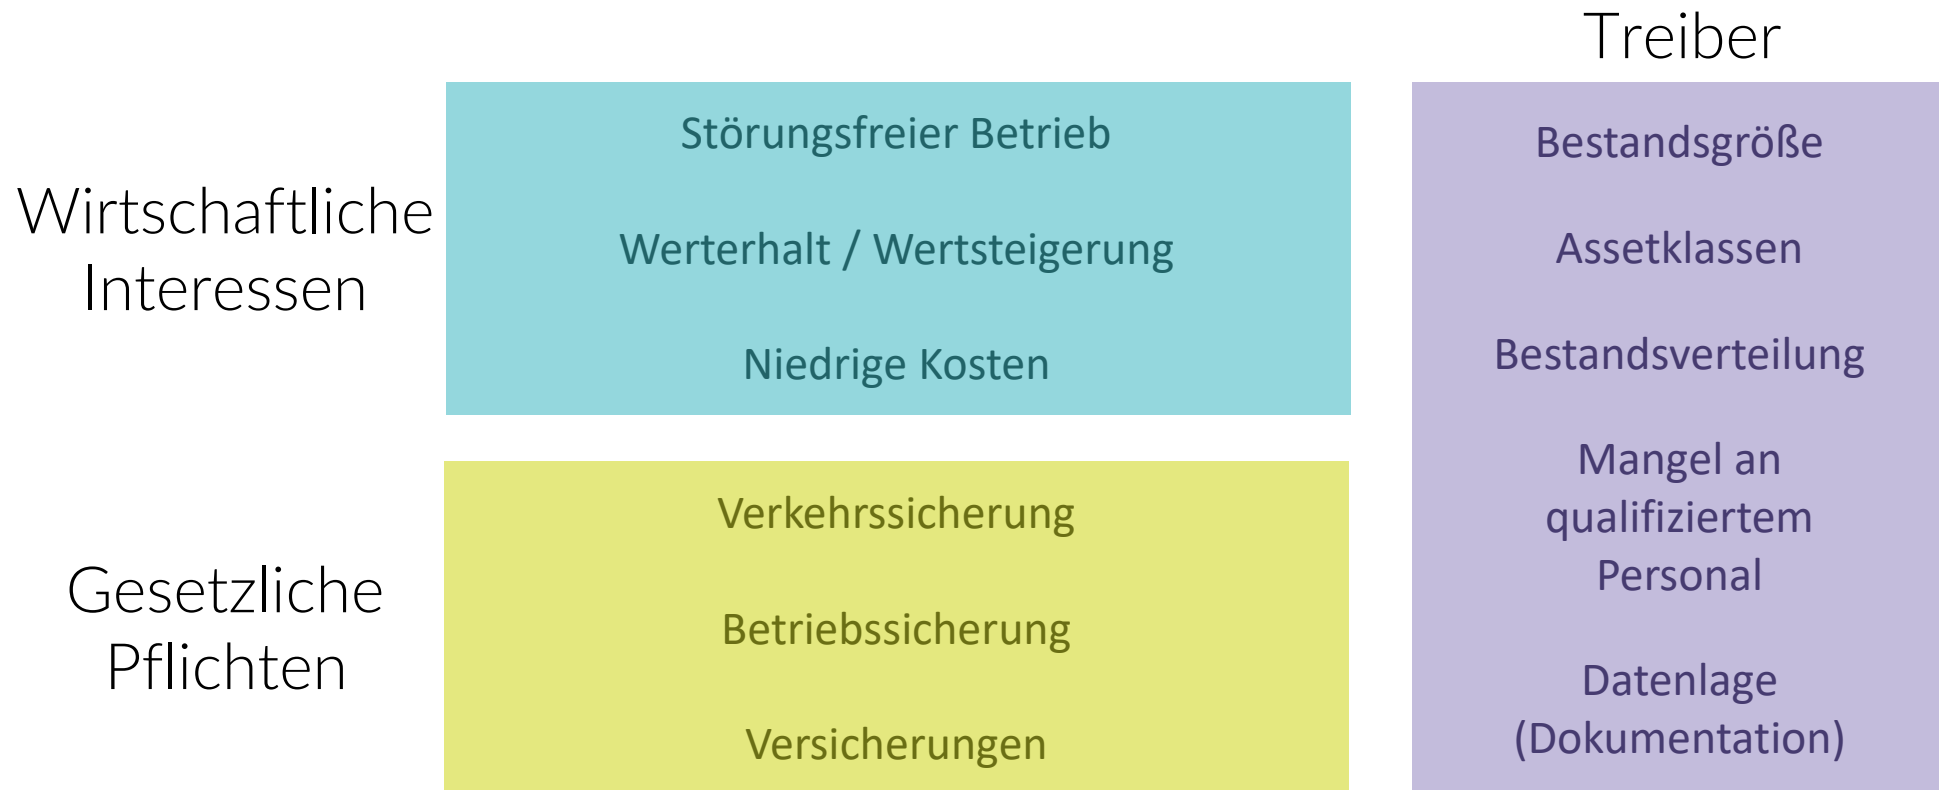 Treiber
Wirtschaftliche
Interessen
Störungsfreier Betrieb
Werterhalt / Wertsteigerung
Niedrige Kosten
Gesetzliche
Pflichten
Verkehrssicherung
Betriebssicherung
Versicherungen
Bestandsgröße
Assetklassen
Bestandsverteilung
Mangel an
qualifiziertem
Personal
Datenlage
(Dokumentation)